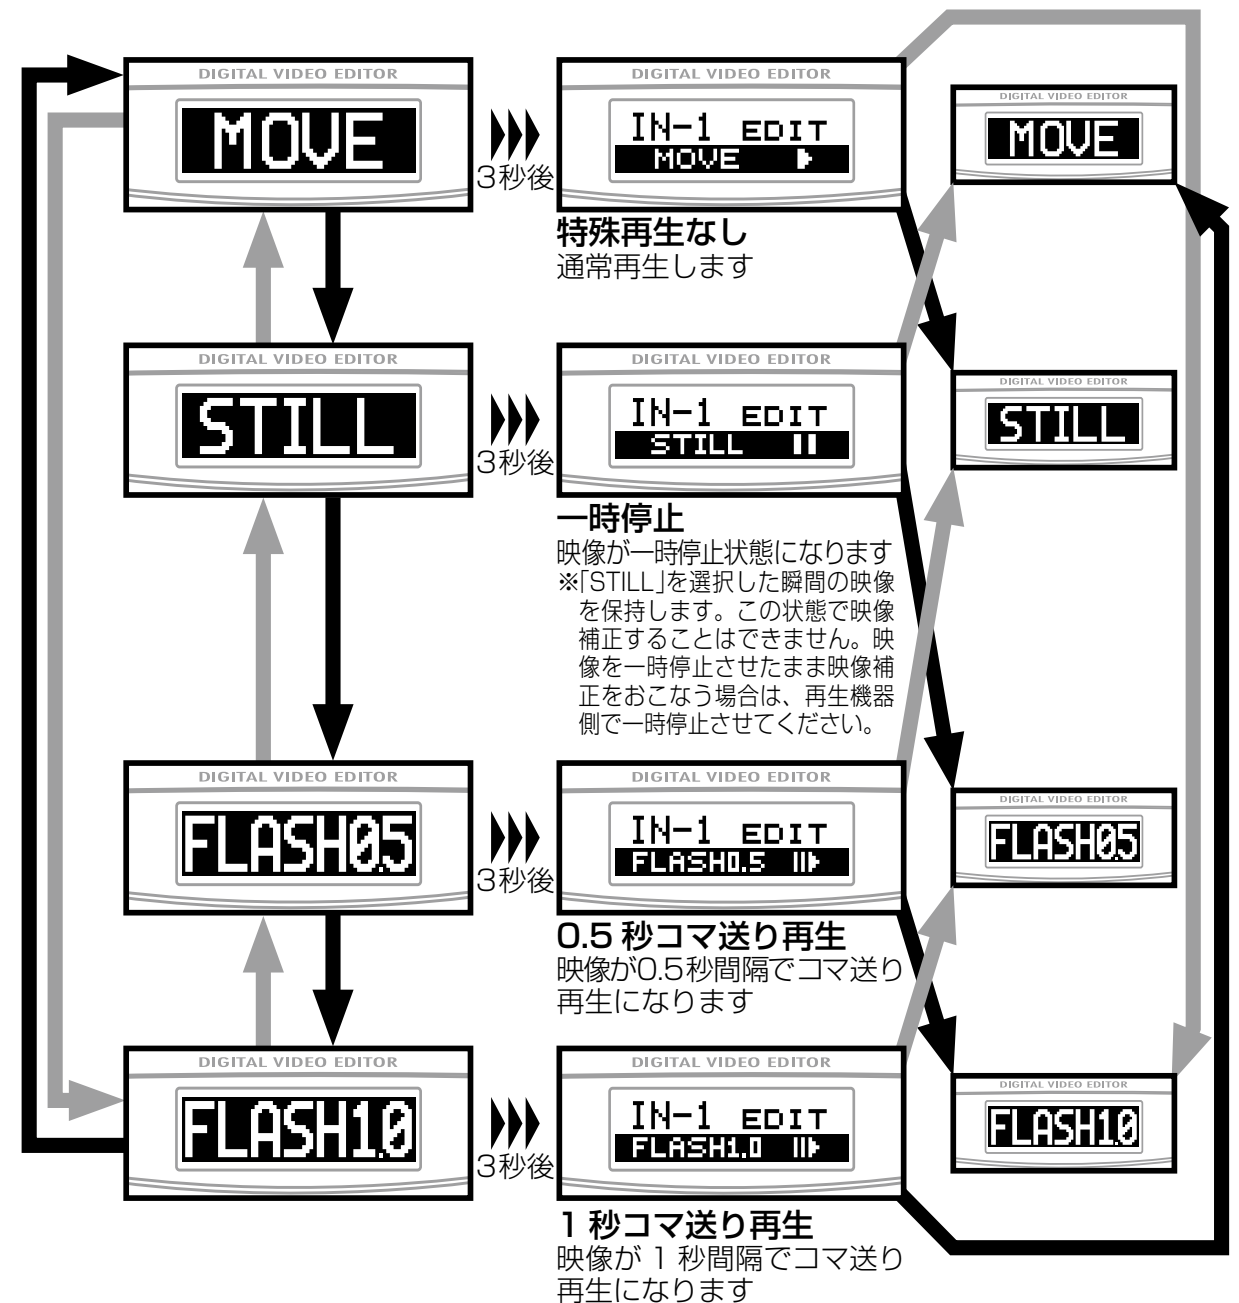 DIGITAL VIDEO EDITOR
MOVE
3秒後
DIGITAL VIDEO EDITOR
IN-1 EDIT
MOVE
DIGITAL VIDEO EDITOR
MOVE
特殊再生なし
通常再生します
DIGITAL VIDEO EDITOR
STILL
3秒後
DIGITAL VIDEO EDITOR
IN-1 EDIT
STILL
DIGITAL VIDEO EDITOR
STILL
一時停止
映像が一時停止状態になります
※「STILL」を選択した瞬間の映像
を保持します。この状態で映像
補正することはできません。映
像を一時停止させたまま映像補
正をおこなう場合は、再生機器
側で一時停止させてください。
DIGITAL VIDEO EDITOR
FLASH0.5
3秒後
DIGITAL VIDEO EDITOR
IN-1 EDIT
FLASH0.5
DIGITAL VIDEO EDITOR
FLASH0.5
0.5 秒コマ送り再生
映像が0.5秒間隔でコマ送り
再生になります
DIGITAL VIDEO EDITOR
FLASH1.0
3秒後
DIGITAL VIDEO EDITOR
IN-1 EDIT
FLASH1.0
DIGITAL VIDEO EDITOR
FLASH1.0
1 秒コマ送り再生
映像が 1 秒間隔でコマ送り
再生になります